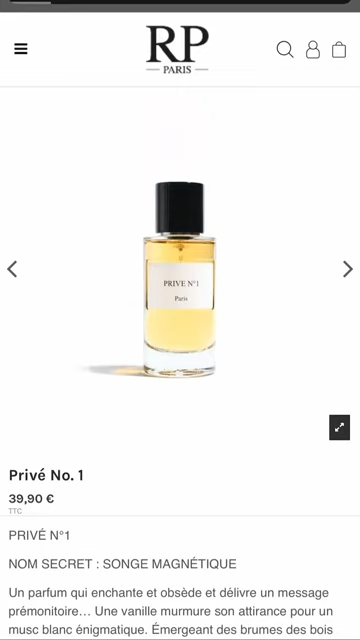 RP
PARIS
PRIVE N°1
Paris
Privé No. 1
39,90 €
TTC
PRIVÉ N°1
NOM SECRET : SONGE MAGNÉTIQUE
Un parfum qui enchante et obsède et délivre un message
prémonitoire… Une vanille murmure son attirance pour un
musc blanc énigmatique. Émergeant des brumes des bois